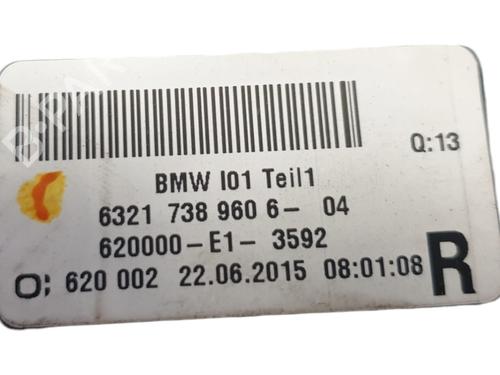 B-PARTS
Q:13
BMW I01 Teil1
6321 738 960 6- 04
620000-E1- 3592
O; 620 002 22.06.2015 08:01:08 R